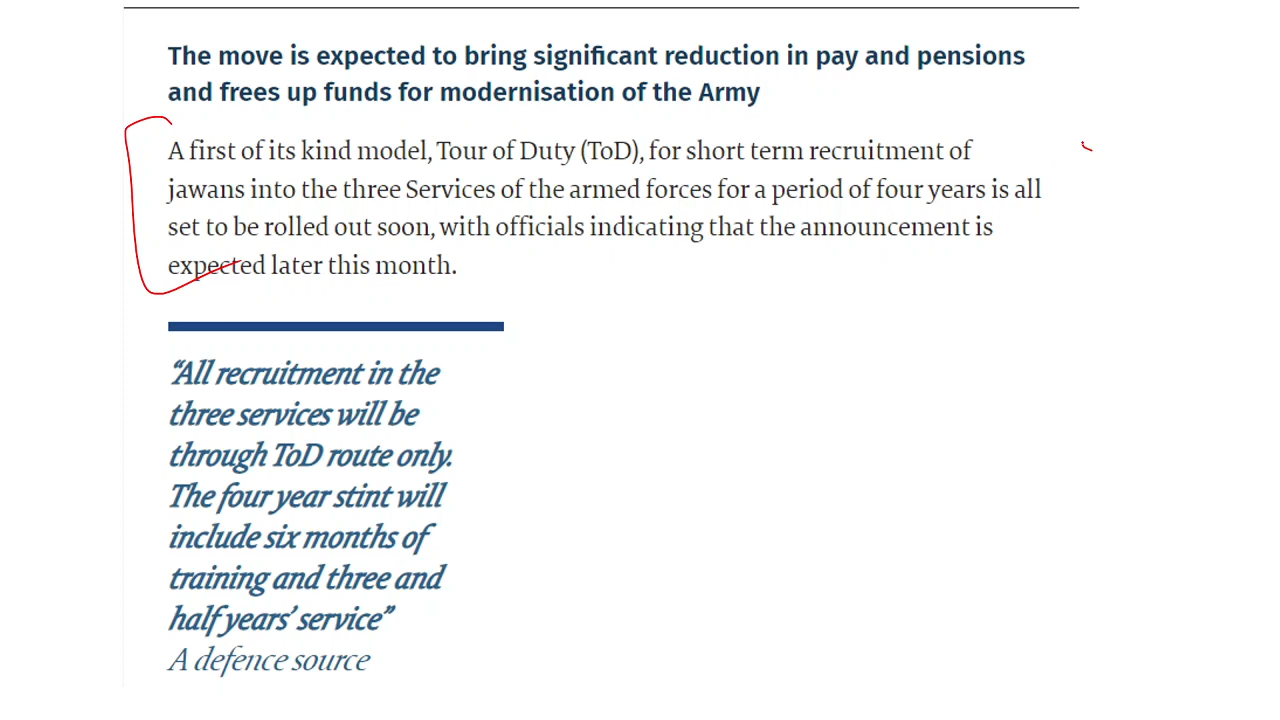 The move is expected to bring significant reduction in pay and pensions
and frees up funds for modernisation of the Army
A first of its kind model, Tour of Duty (ToD), for short term recruitment of
jawans into the three Services of the armed forces for a period of four years is all
set to be rolled out soon, with officials indicating that the announcement is
expected later this month.
“All recruitment in the
three services will be
through ToD route only.
The four year stint will
include six months of
training and three and
half years’ service”
A defence source